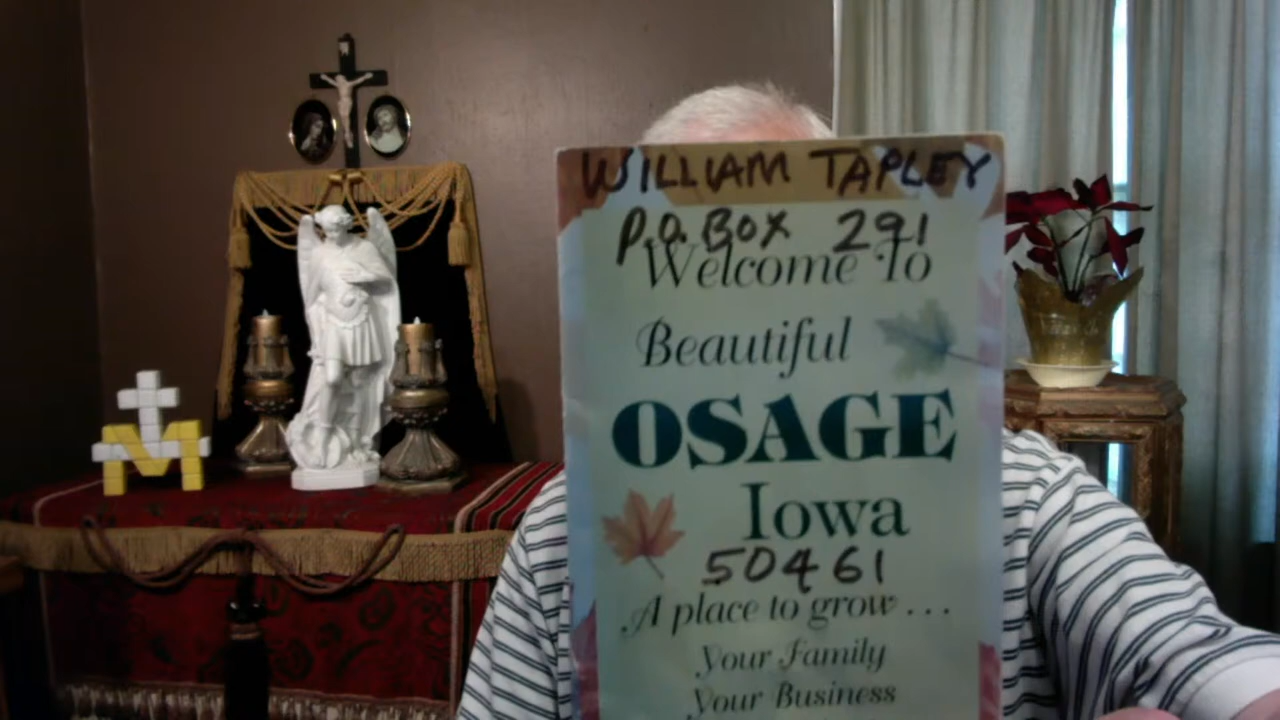 WILLIAM TAPLEY
P.O. BOX 291
Welcome To
Beautiful
OSAGE
Iowa
50461
A place to grow...
Your Family
Your Business
M